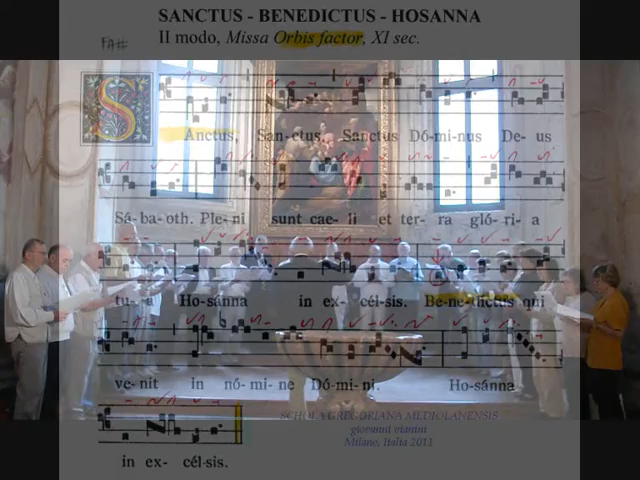 SANCTUS - BENEDICTUS - HOSANNA
II modo, Missa Orbis factor, XI sec.
FA#
SAnctus, San-ctus, Sanctus Dó-mi-nus De- us
Sá-ba-oth. Ple-ni sunt cae- li et ter- ra gló-ri- a
tu- a Ho-sánna in ex- cél-sis. Be-ne-dictus qui
ve-nit in nó-mi-ne Dó-mi-ni. Ho-sánna
in ex- cél-sis.
SCHOLA GREGORIANA MEDIOLANENSIS
giovanni vianini
Milano, Italia 2011